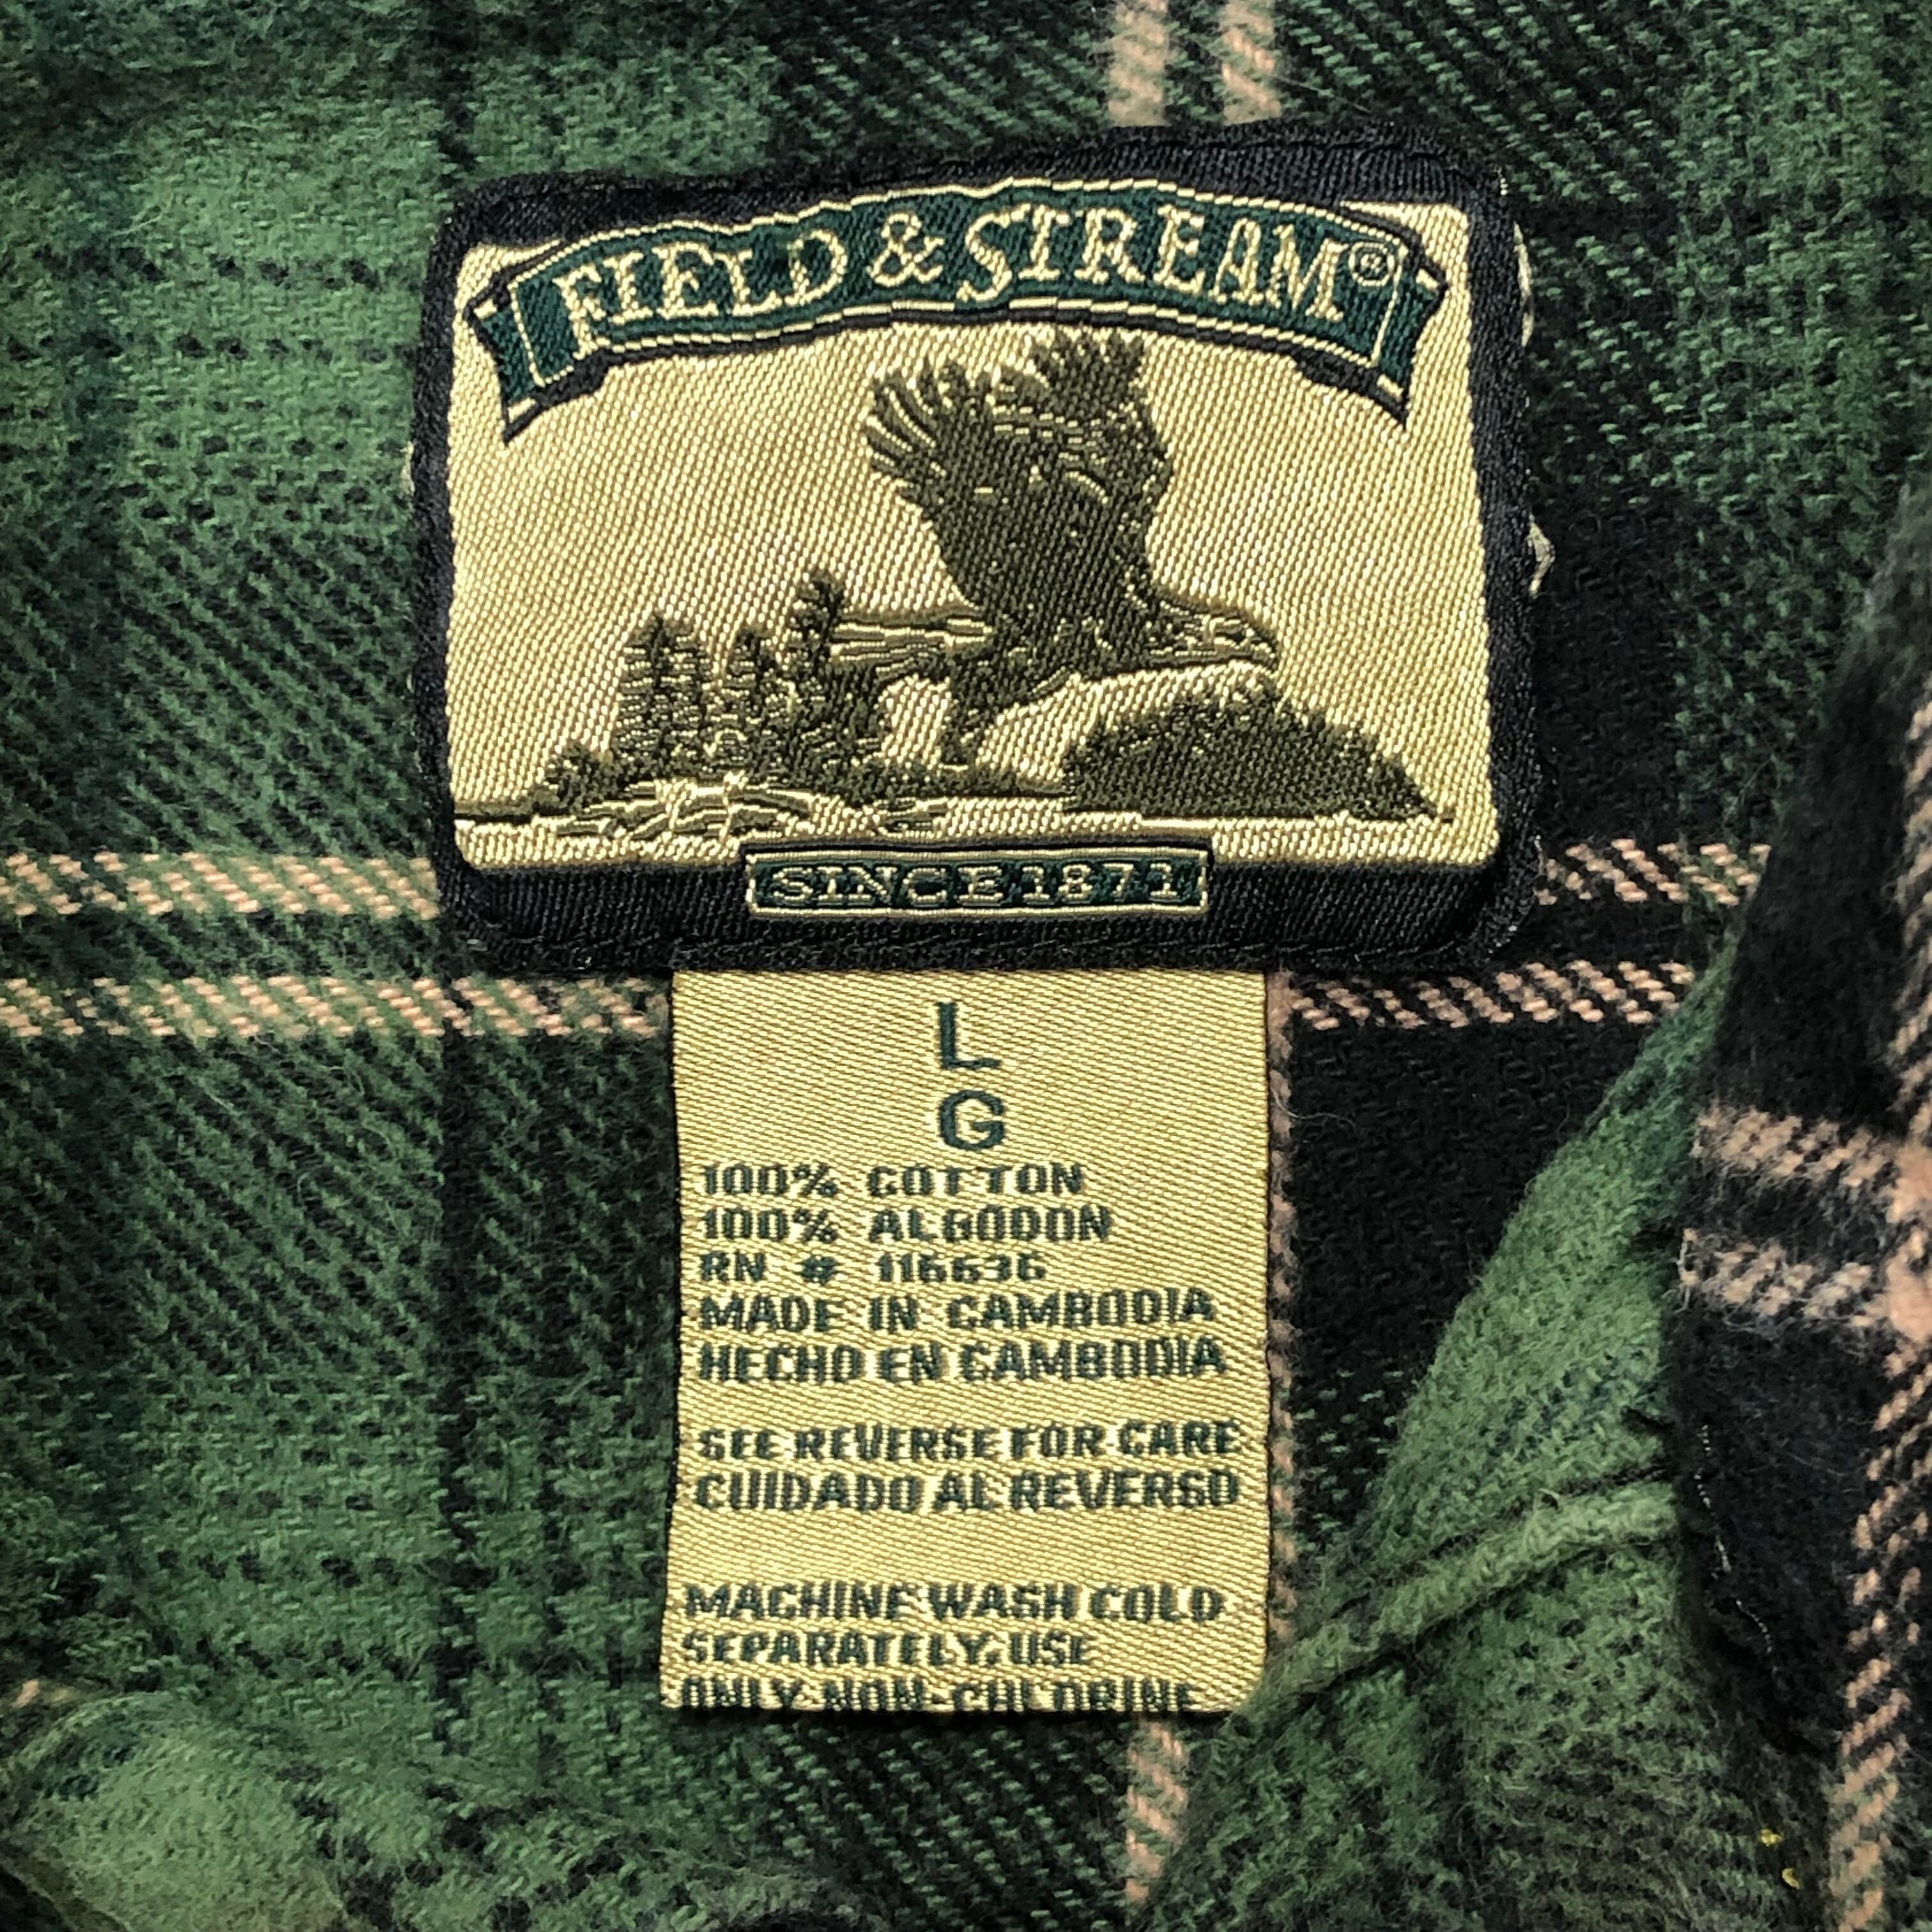 FIELD & STREAM®
SINCE 1871
L
G
100% COTTON
100% ALGODON
RN # 116636
MADE IN CAMBODIA
HECHO EN CAMBODIA
SEE REVERSE FOR CARE
CUIDADO AL REVERSO
MACHINE WASH COLD
SEPARATELY. USE
ONLY NON-CHLORINE